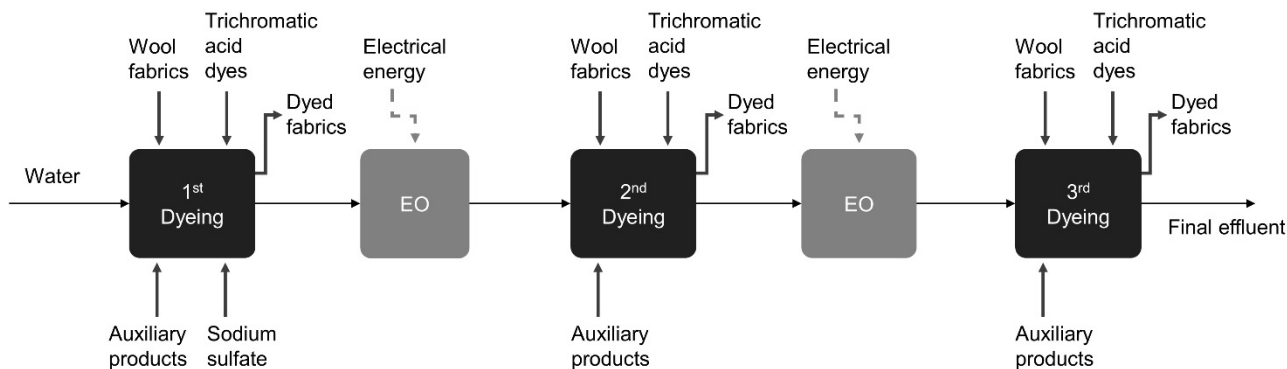 Wool
fabrics
Trichromatic
acid
dyes
Dyed
fabrics
Electrical
energy
Wool
fabrics
Trichromatic
acid
dyes
Dyed
fabrics
Electrical
energy
Wool
fabrics
Trichromatic
acid
dyes
Dyed
fabrics
Water
1st
Dyeing
EO
2nd
Dyeing
EO
3rd
Dyeing
Final effluent
Auxiliary
products
Sodium
sulfate
Auxiliary
products
Auxiliary
products